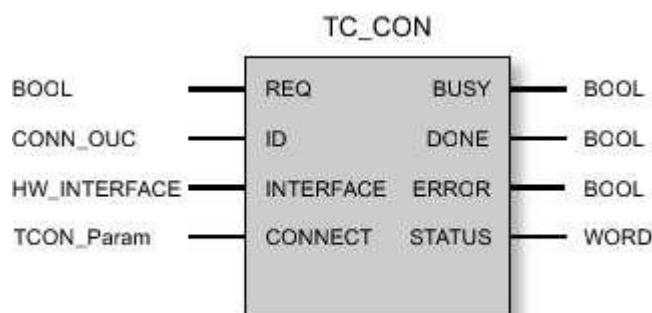 TC_CON
BOOL REQ BUSY BOOL
CONN_OUC ID DONE BOOL
HW_INTERFACE INTERFACE ERROR BOOL
TCON_Param CONNECT STATUS WORD